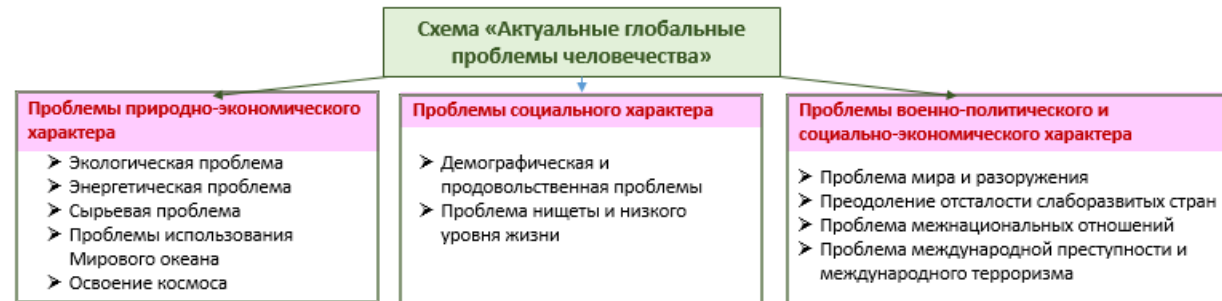 Схема «Актуальные глобальные
проблемы человечества»
Проблемы природно-экономического
характера
➤ Экологическая проблема
➤ Энергетическая проблема
➤ Сырьевая проблема
➤ Проблемы использования
Мирового океана
➤ Освоение космоса
Проблемы социального характера
➤ Демографическая и
продовольственная проблемы
➤ Проблема нищеты и низкого
уровня жизни
Проблемы военно-политического и
социально-экономического характера
➤ Проблема мира и разоружения
➤ Преодоление отсталости слаборазвитых стран
➤ Проблема межнациональных отношений
➤ Проблема международной преступности и
международного терроризма